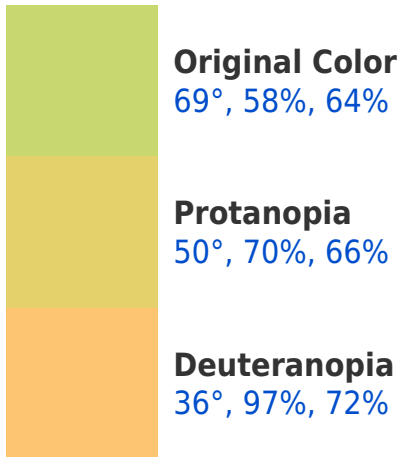 Original Color
69°, 58%, 64%
Protanopia
50°, 70%, 66%
Deuteranopia
36°, 97%, 72%